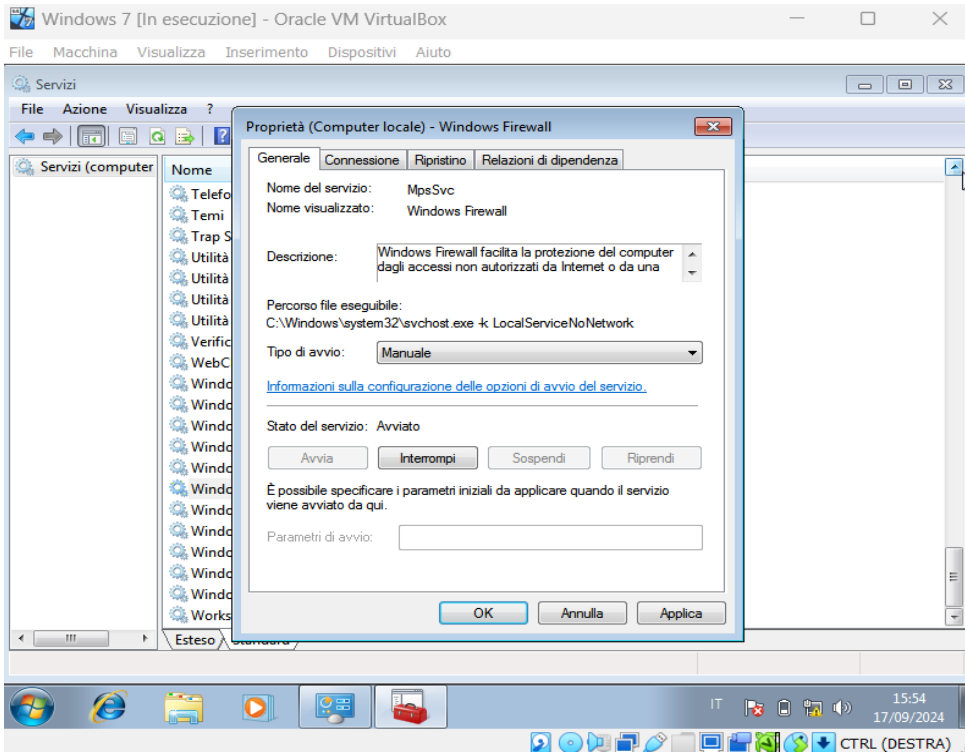 Windows 7 [In esecuzione] - Oracle VM VirtualBox
File Macchina Visualizza Inserimento Dispositivi Aiuto
Servizi
File Azione Visualizza ?
Servizi (computer
Nome
Telefo
Temi
Trap S
Utilità
Utilità
Utilità
Utilità
Verific
WebC
Windo
Windo
Windo
Windo
Windo
Windo
Windo
Windo
Windo
Windo
Windo
Works
Esteso
Proprietà (Computer locale) - Windows Firewall
Generale Connessione Ripristino Relazioni di dipendenza
Nome del servizio: MpsSvc
Nome visualizzato: Windows Firewall
Descrizione: Windows Firewall facilita la protezione del computer
dagli accessi non autorizzati da Internet o da una
Percorso file eseguibile:
C:\Windows\system32\svchost.exe -k LocalServiceNoNetwork
Tipo di avvio: Manuale
Informazioni sulla configurazione delle opzioni di avvio del servizio.
Stato del servizio: Avviato
Avvia Interrompi Sospendi Riprendi
È possibile specificare i parametri iniziali da applicare quando il servizio
viene avviato da qui.
Parametri di avvio:
OK Annulla Applica
IT
15:54
17/09/2024
CTRL (DESTRA)